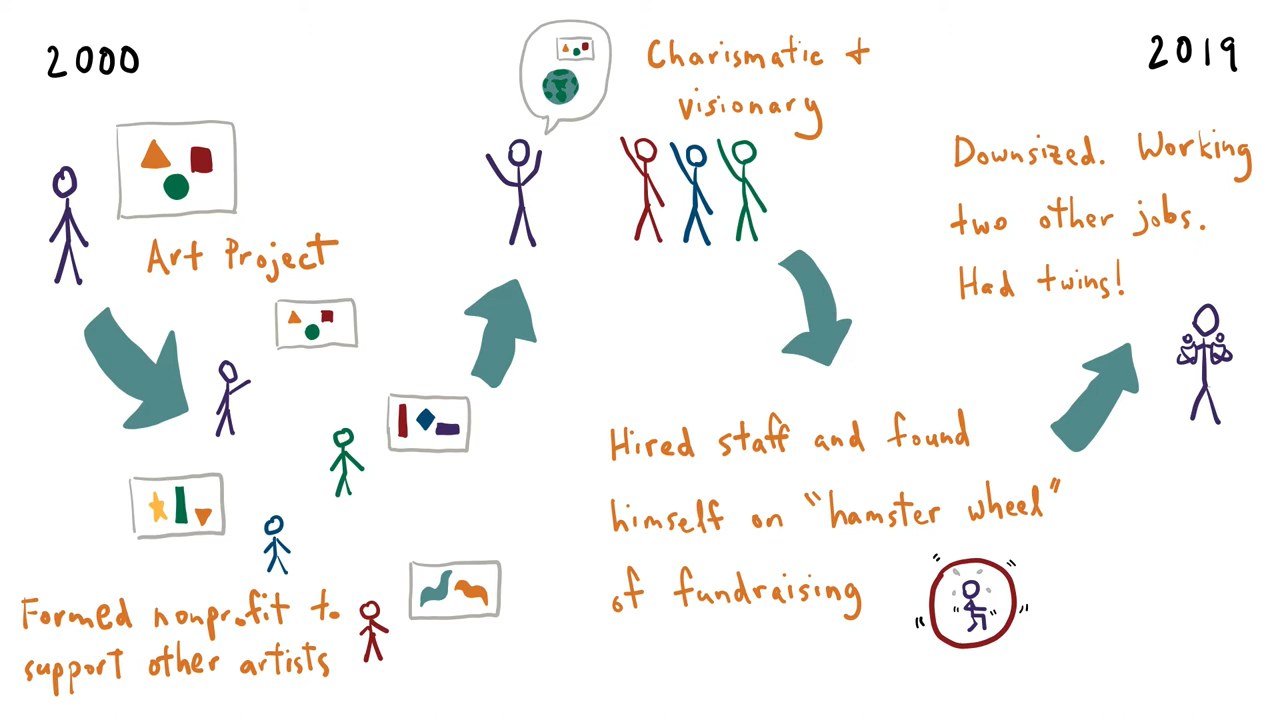 2000
Art Project
Formed nonprofit to
support other artists
Charismatic +
visionary
Hired staff and found
himself on "hamster wheel"
of fundraising
2019
Downsized. Working
two other jobs.
Had twins!